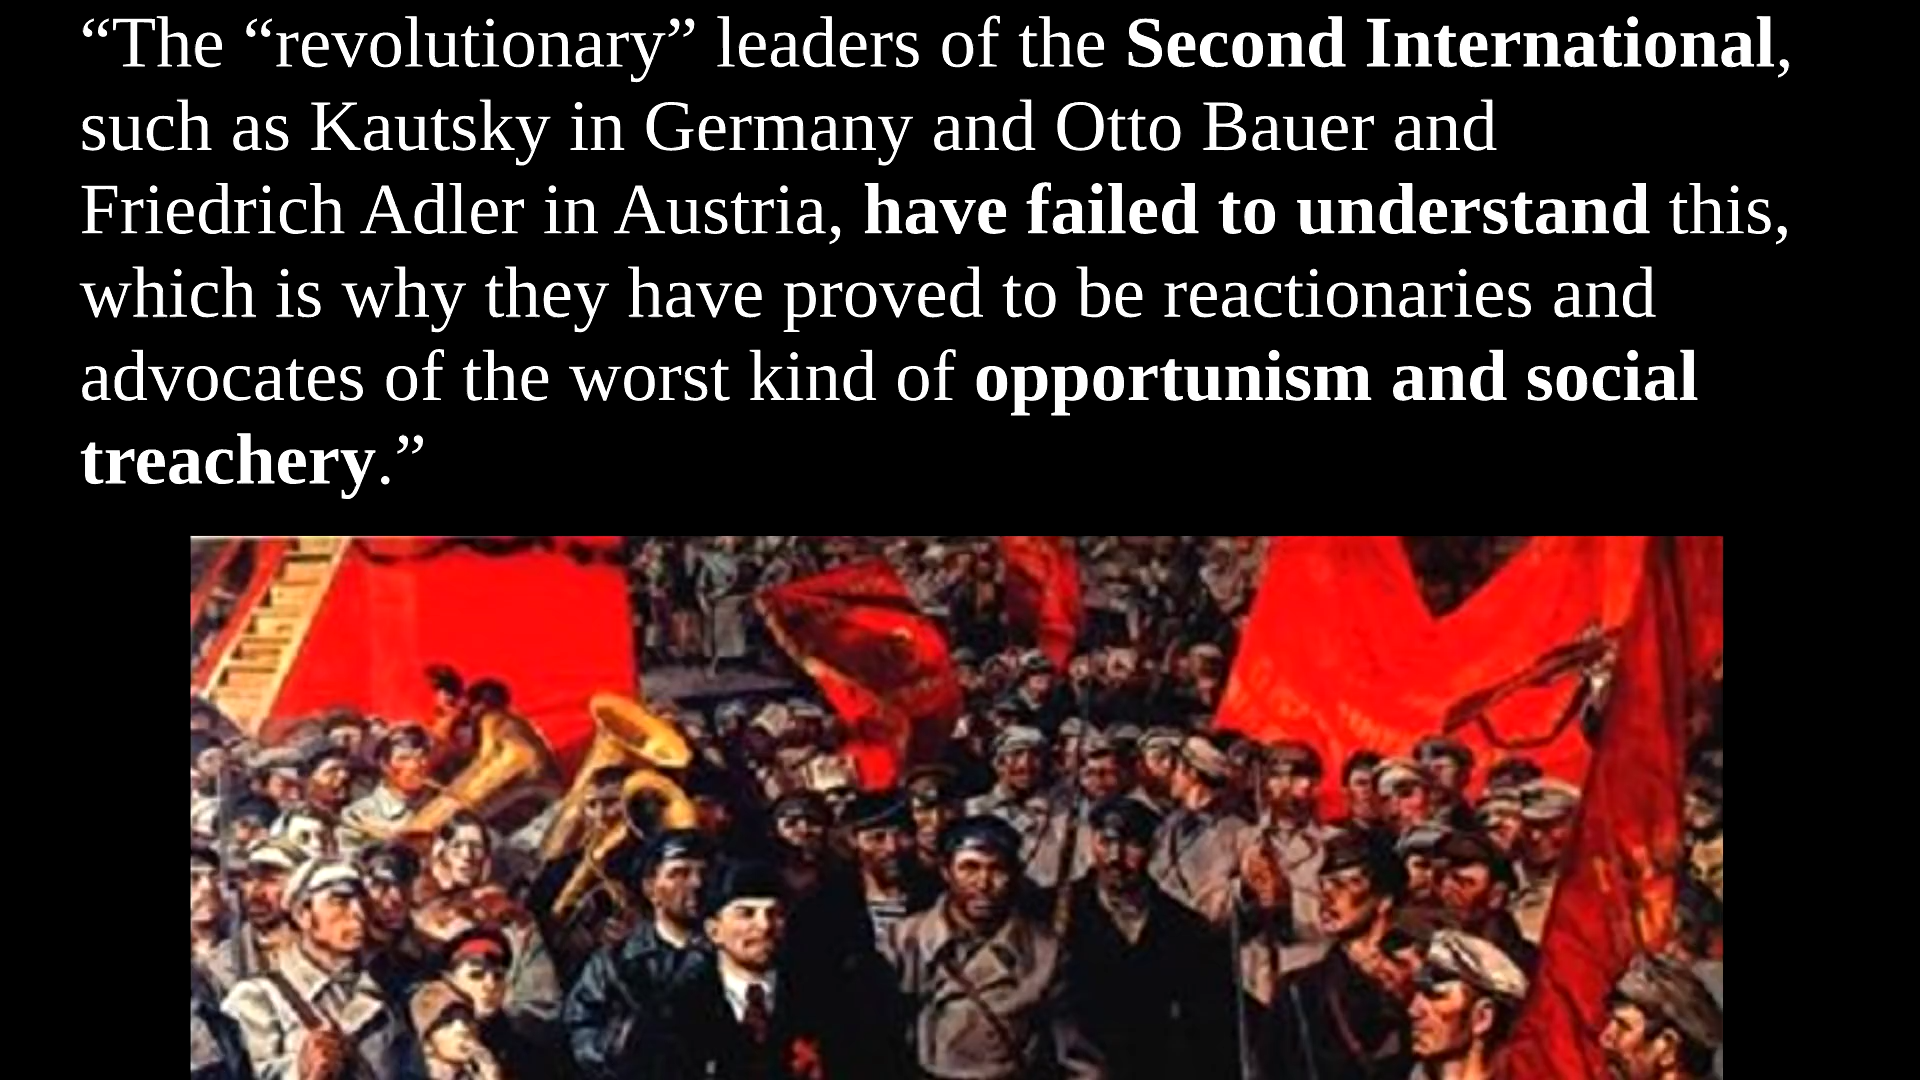 “The “revolutionary” leaders of the Second International,
such as Kautsky in Germany and Otto Bauer and
Friedrich Adler in Austria, have failed to understand this,
which is why they have proved to be reactionaries and
advocates of the worst kind of opportunism and social
treachery.”